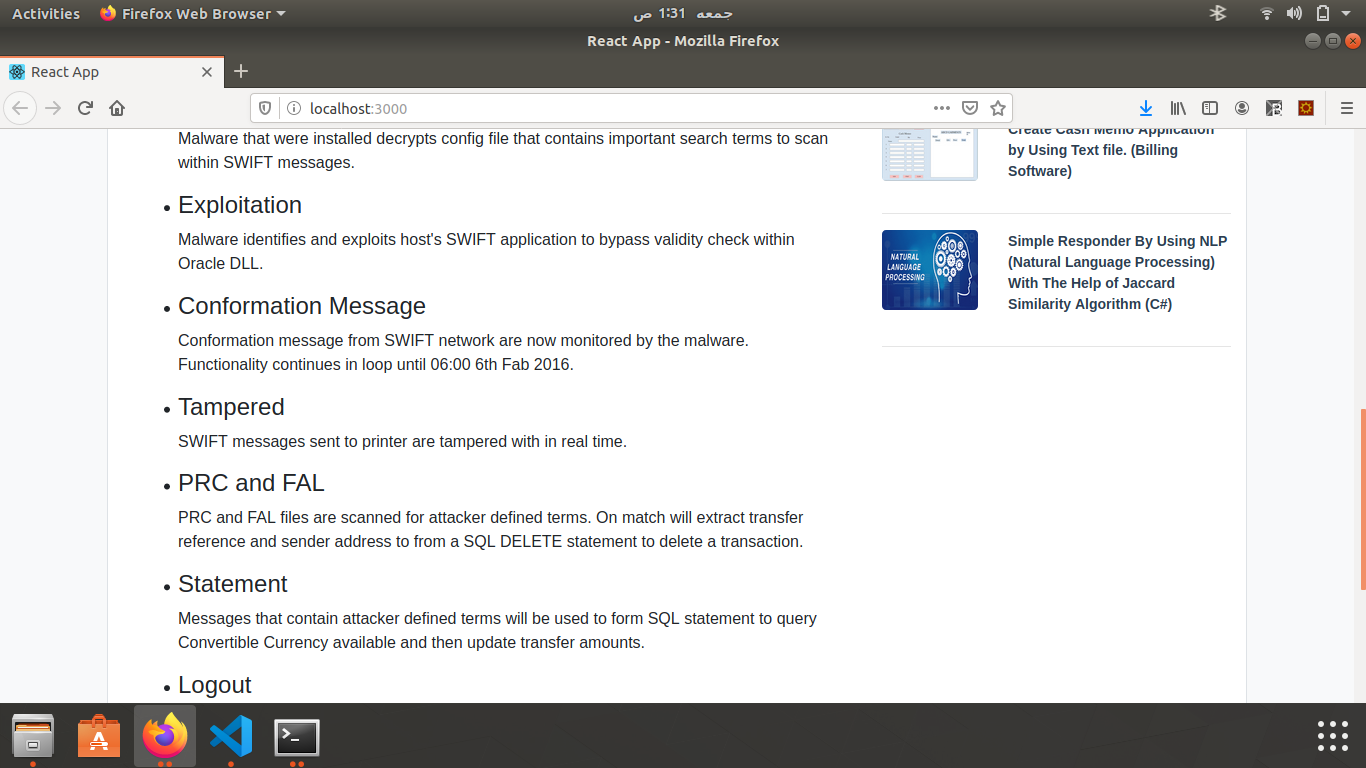 Activities
Firefox Web Browser
جمعه 1:31 ص
React App - Mozilla Firefox
React App
localhost:3000
Malware that were installed decrypts config file that contains important search terms to scan
within SWIFT messages.
• Exploitation
Malware identifies and exploits host's SWIFT application to bypass validity check within
Oracle DLL.
• Conformation Message
Conformation message from SWIFT network are now monitored by the malware.
Functionality continues in loop until 06:00 6th Fab 2016.
• Tampered
SWIFT messages sent to printer are tampered with in real time.
• PRC and FAL
PRC and FAL files are scanned for attacker defined terms. On match will extract transfer
reference and sender address to from a SQL DELETE statement to delete a transaction.
• Statement
Messages that contain attacker defined terms will be used to form SQL statement to query
Convertible Currency available and then update transfer amounts.
• Logout
Create Cash Memo Application
by Using Text file. (Billing
Software)
NATURAL
LANGUAGE
PROCESSING
Simple Responder By Using NLP
(Natural Language Processing)
With The Help of Jaccard
Similarity Algorithm (C#)